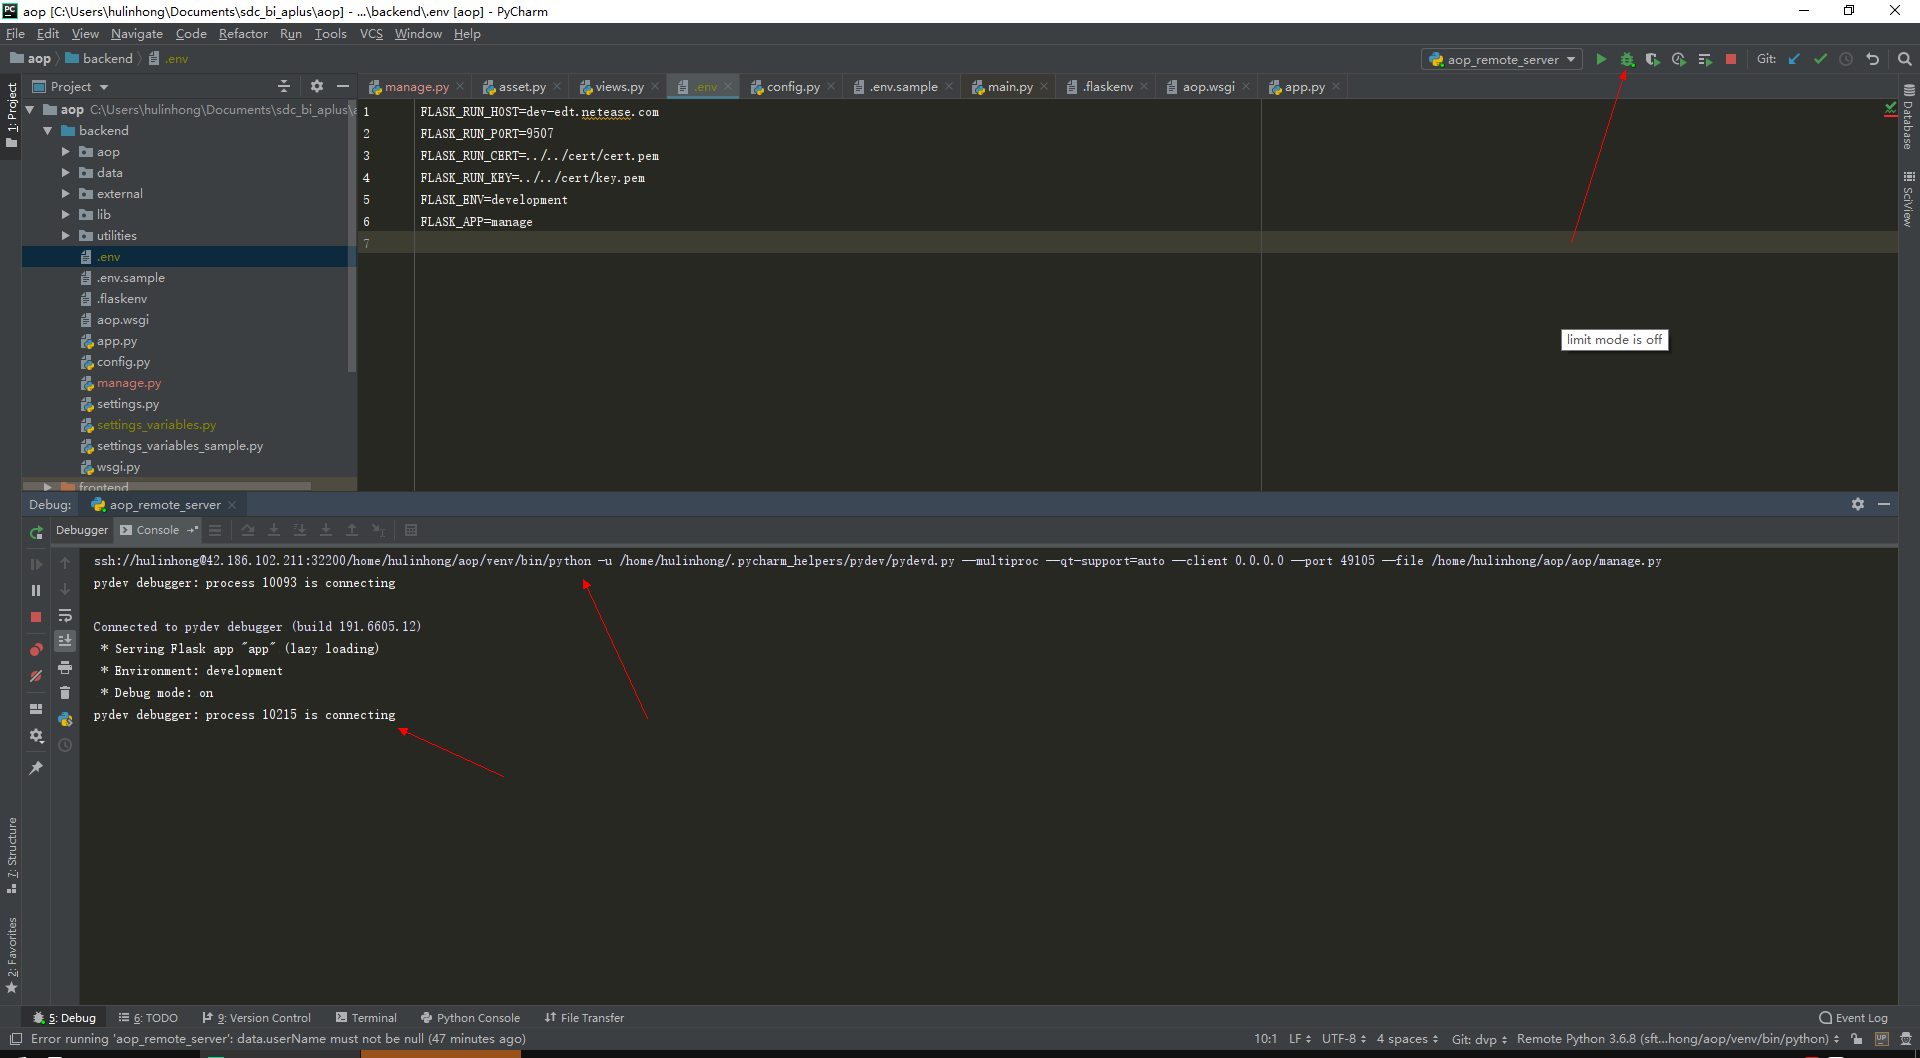 aop [C:\Users\hulinhong\Documents\sdc_bi_aplus\aop] - ...\backend\.env [aop] - PyCharm
File Edit View Navigate Code Refactor Run Tools VCS Window Help
aop backend .env
aop_remote_server Git:
Project
manage.py asset.py views.py .env config.py .env.sample main.py .flaskenv aop.wsgi app.py
1: Project
Database
SciView
aop C:\Users\hulinhong\Documents\sdc_bi_aplus\a
backend
aop
data
external
lib
utilities
.env
.env.sample
.flaskenv
aop.wsgi
app.py
config.py
manage.py
settings.py
settings_variables.py
settings_variables_sample.py
wsgi.py
frontend
1 FLASK_RUN_HOST=dev-edt.netease.com
2 FLASK_RUN_PORT=9507
3 FLASK_RUN_CERT=../../cert/cert.pem
4 FLASK_RUN_KEY=../../cert/key.pem
5 FLASK_ENV=development
6 FLASK_APP=manage
7
limit mode is off
Debug: aop_remote_server
Debugger Console
ssh://hulinhong@42.186.102.211:32200/home/hulinhong/aop/venv/bin/python -u /home/hulinhong/.pycharm_helpers/pydev/pydevd.py --multiproc --qt-support=auto --client 0.0.0.0 --port 49105 --file /home/hulinhong/aop/aop/manage.py
pydev debugger: process 10093 is connecting
Connected to pydev debugger (build 191.6605.12)
* Serving Flask app "app" (lazy loading)
* Environment: development
* Debug mode: on
pydev debugger: process 10215 is connecting
7: Structure
2: Favorites
5: Debug 6: TODO 9: Version Control Terminal Python Console File Transfer Event Log
Error running 'aop_remote_server': data.userName must not be null (47 minutes ago) 10:1 LF UTF-8 4 spaces Git: dvp Remote Python 3.6.8 (sft...hong/aop/venv/bin/python)